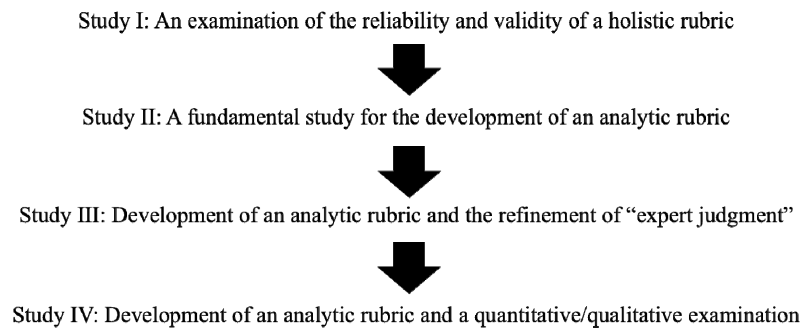 Study I: An examination of the reliability and validity of a holistic rubric
Study II: A fundamental study for the development of an analytic rubric
Study III: Development of an analytic rubric and the refinement of “expert judgment”
Study IV: Development of an analytic rubric and a quantitative/qualitative examination